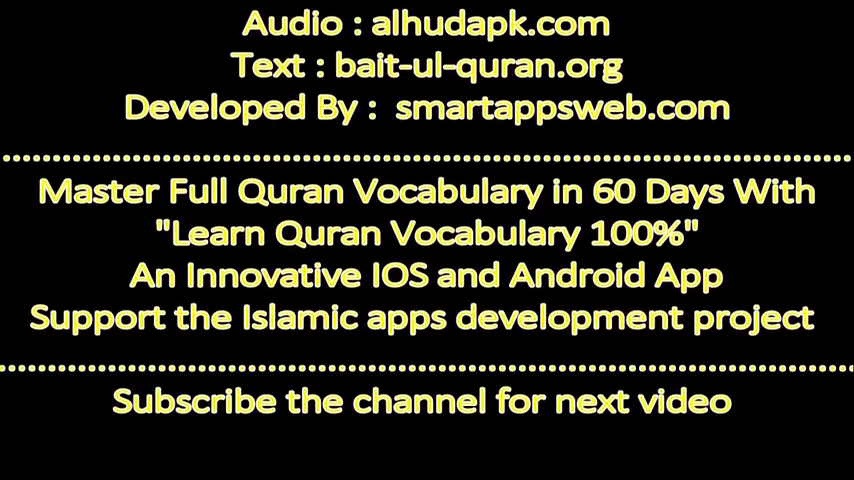 Audio : alhudapk.com
Text : bait-ul-quran.org
Developed By :  smartappsweb.com
Master Full Quran Vocabulary in 60 Days With
"Learn Quran Vocabulary 100%"
An Innovative IOS and Android App
Support the Islamic apps development project
Subscribe the channel for next video